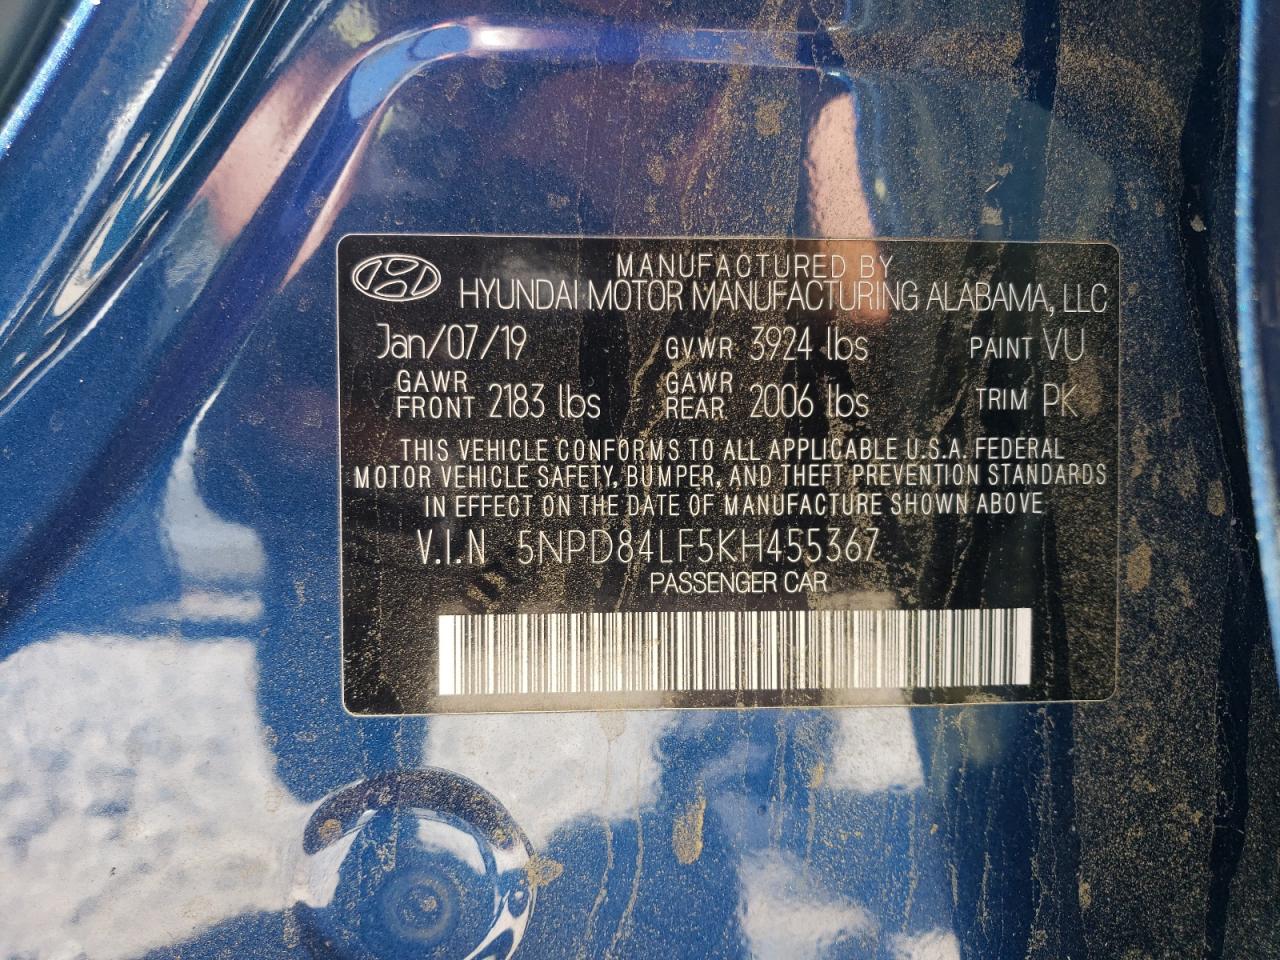 MANUFACTURED BY
HYUNDAI MOTOR MANUFACTURING ALABAMA, LLC
Jan/07/19 GVWR 3924 lbs PAINT VU
GAWR FRONT 2183 lbs GAWR REAR 2006 lbs TRIM PK
THIS VEHICLE CONFORMS TO ALL APPLICABLE U.S.A. FEDERAL
MOTOR VEHICLE SAFETY, BUMPER, AND THEFT PREVENTION STANDARDS
IN EFFECT ON THE DATE OF MANUFACTURE SHOWN ABOVE
V.I.N 5NPD84LF5KH455367
PASSENGER CAR